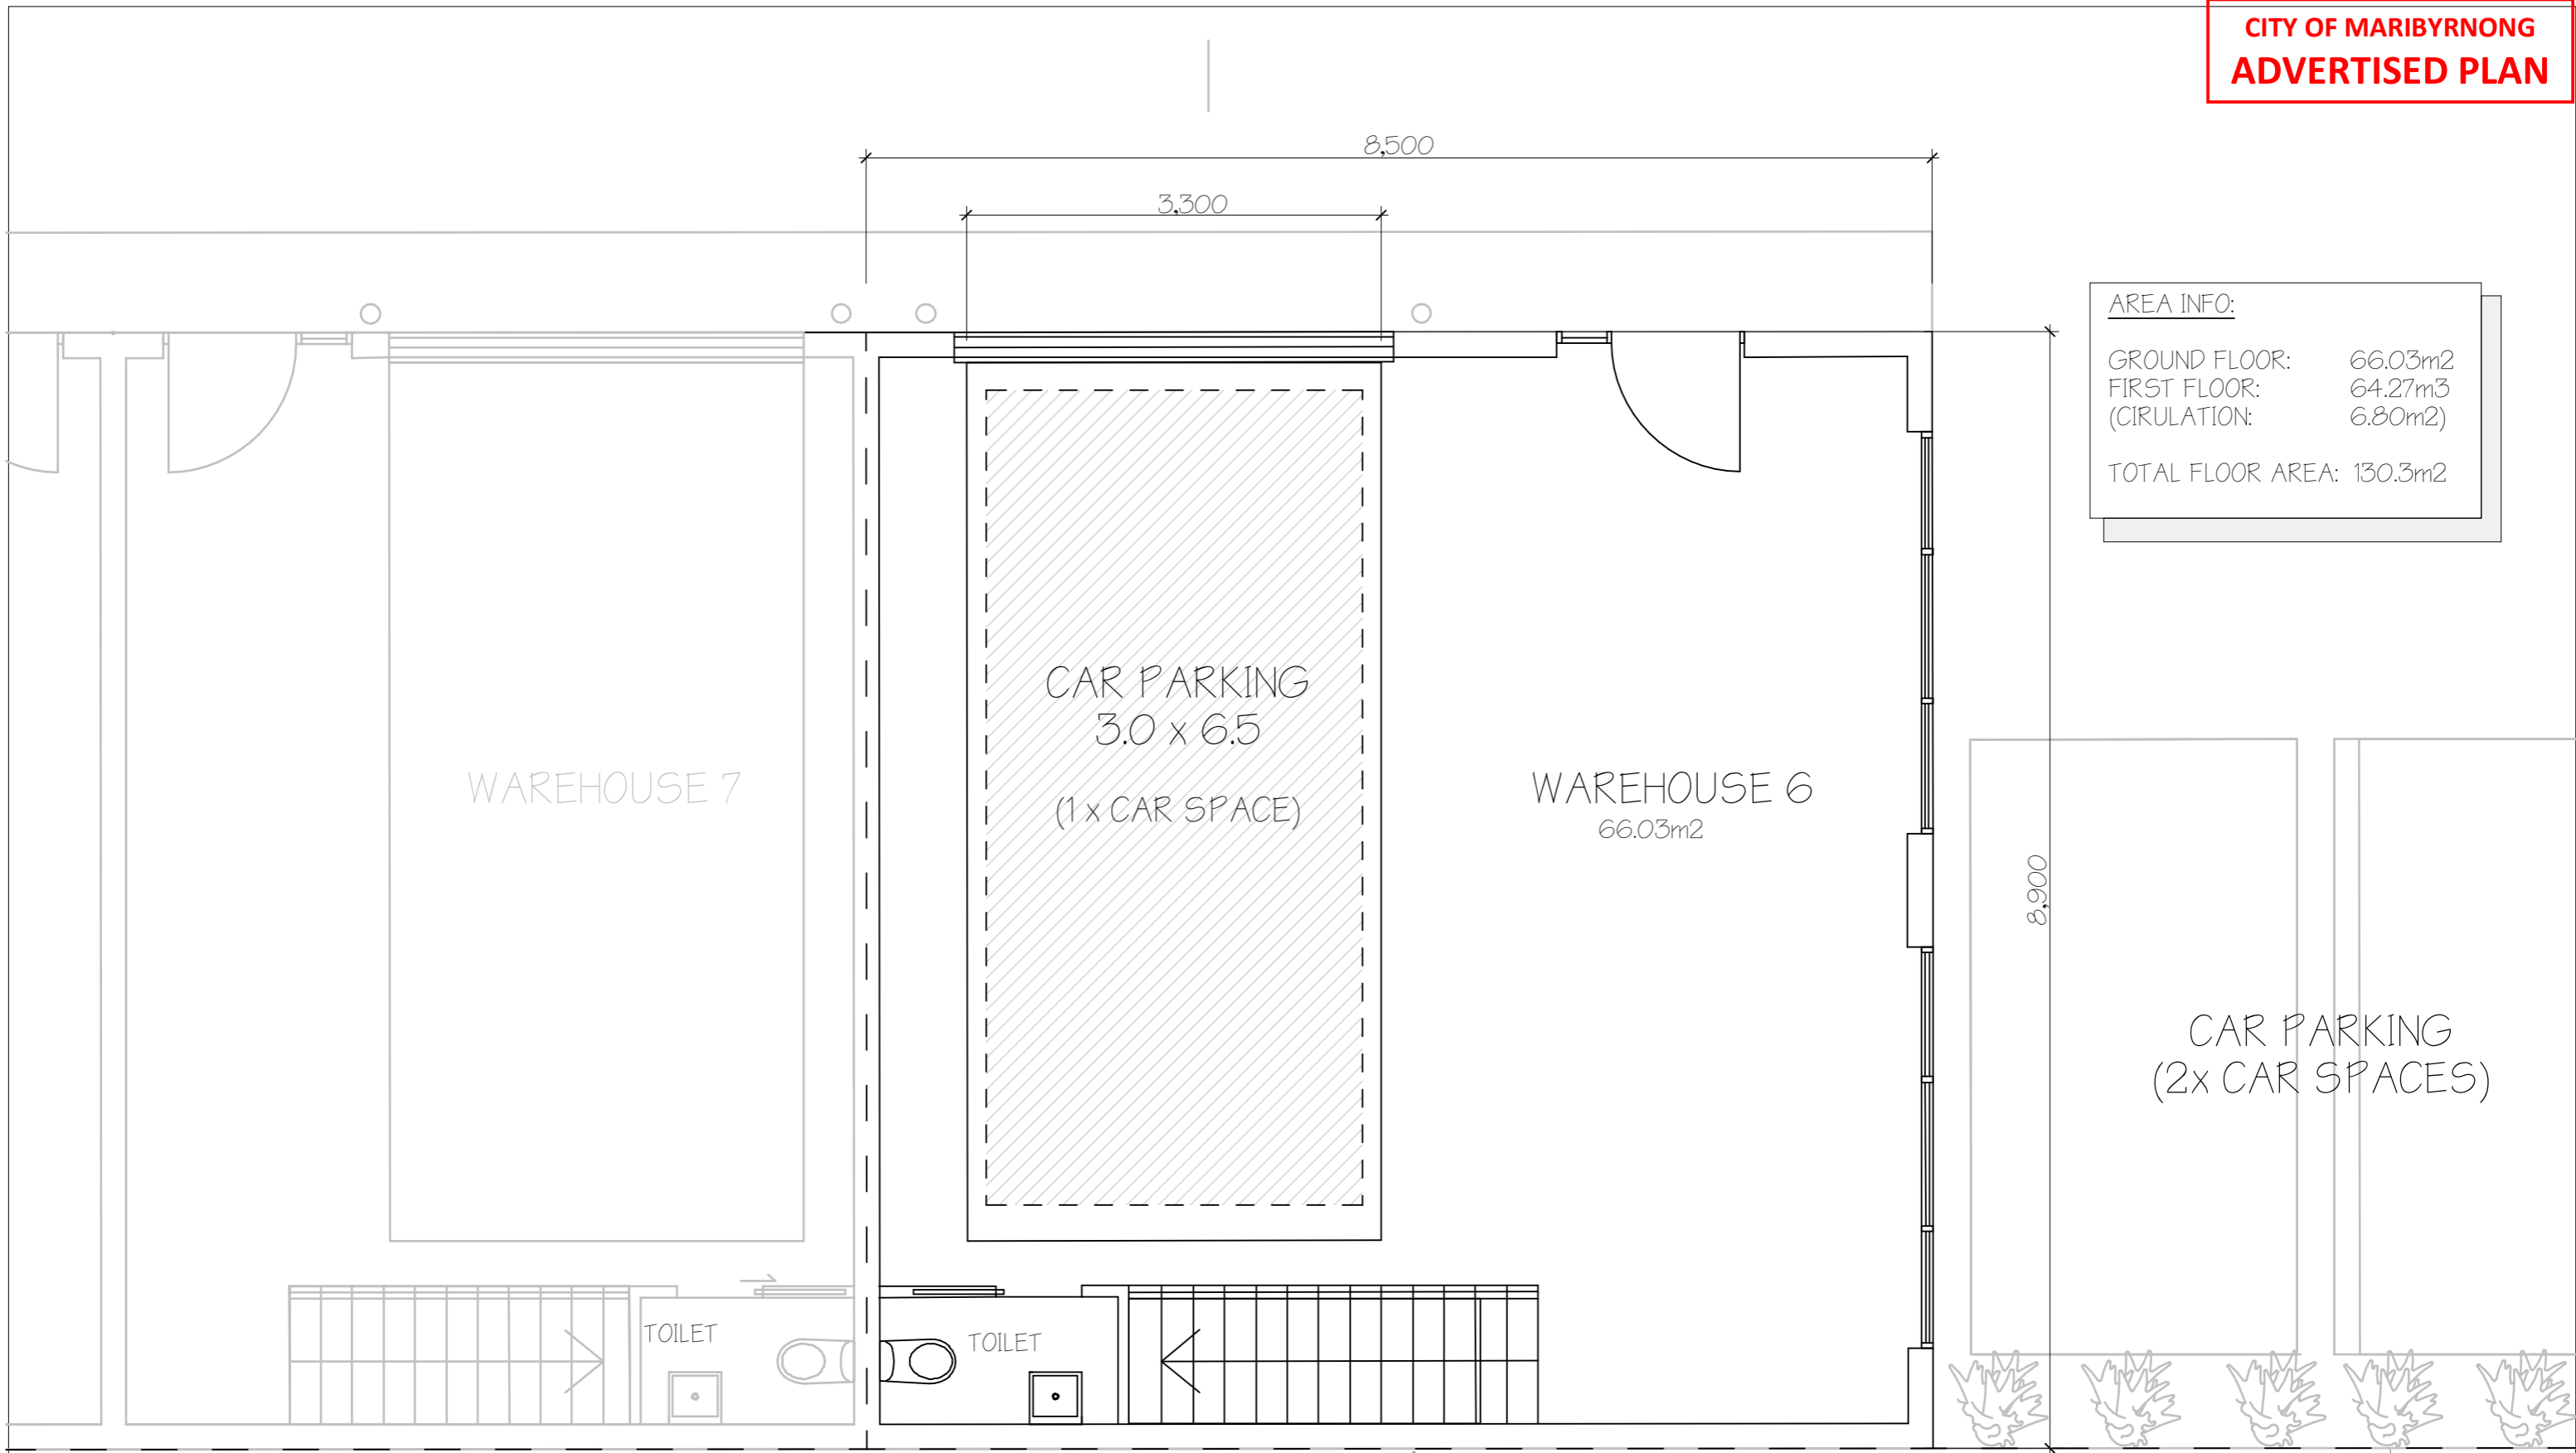 CITY OF MARIBYRNONG
ADVERTISED PLAN
8,500
3,300
AREA INFO:
GROUND FLOOR: 66.03m2
FIRST FLOOR: 64.27m3
(CIRULATION: 6.80m2)
TOTAL FLOOR AREA: 130.3m2
CAR PARKING
3.0 x 6.5
(1 x CAR SPACE)
WAREHOUSE 7
WAREHOUSE 6
66.03m2
8,900
CAR PARKING
(2x CAR SPACES)
TOILET
TOILET